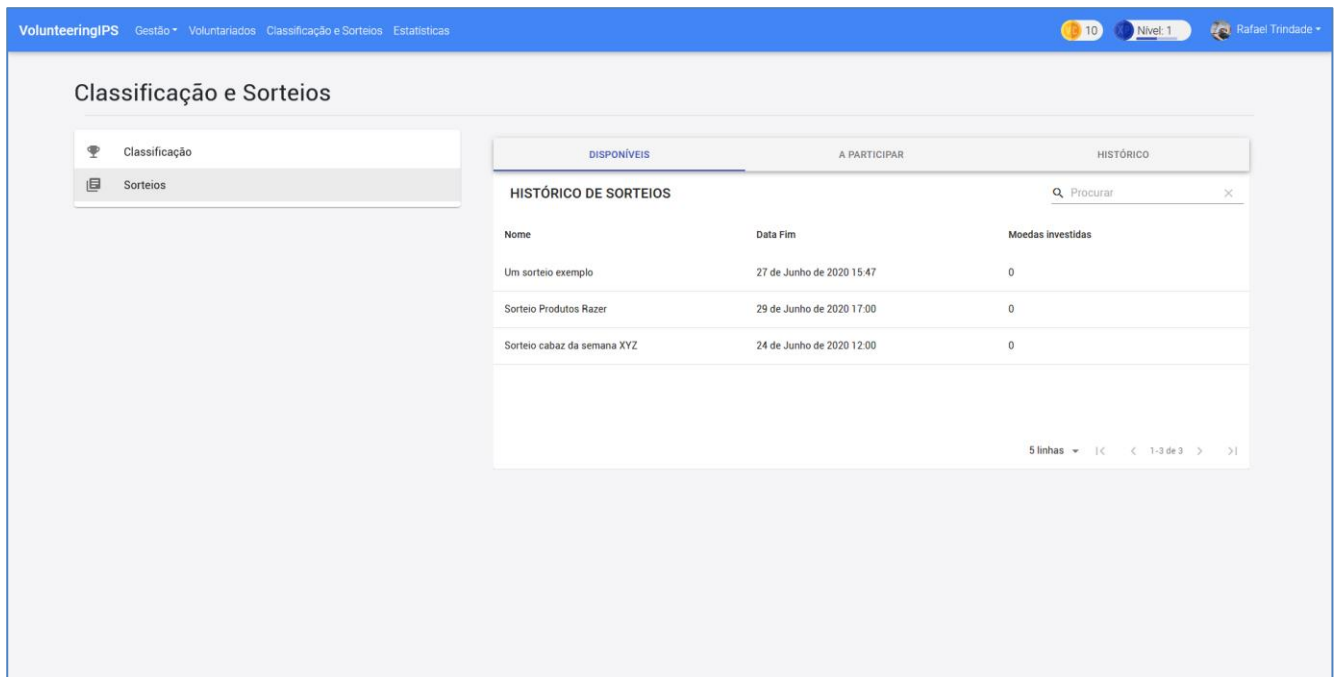 VolunteeringIPS Gestão Voluntariados Classificação e Sorteios Estatísticas 10 Nível: 1 Rafael Trindade
Classificação e Sorteios
Classificação
Sorteios
DISPONÍVEIS A PARTICIPAR HISTÓRICO
HISTÓRICO DE SORTEIOS Procurar
Nome Data Fim Moedas investidas
Um sorteio exemplo 27 de Junho de 2020 15:47 0
Sorteio Produtos Razer 29 de Junho de 2020 17:00 0
Sorteio cabaz da semana XYZ 24 de Junho de 2020 12:00 0
5 linhas 1-3 de 3